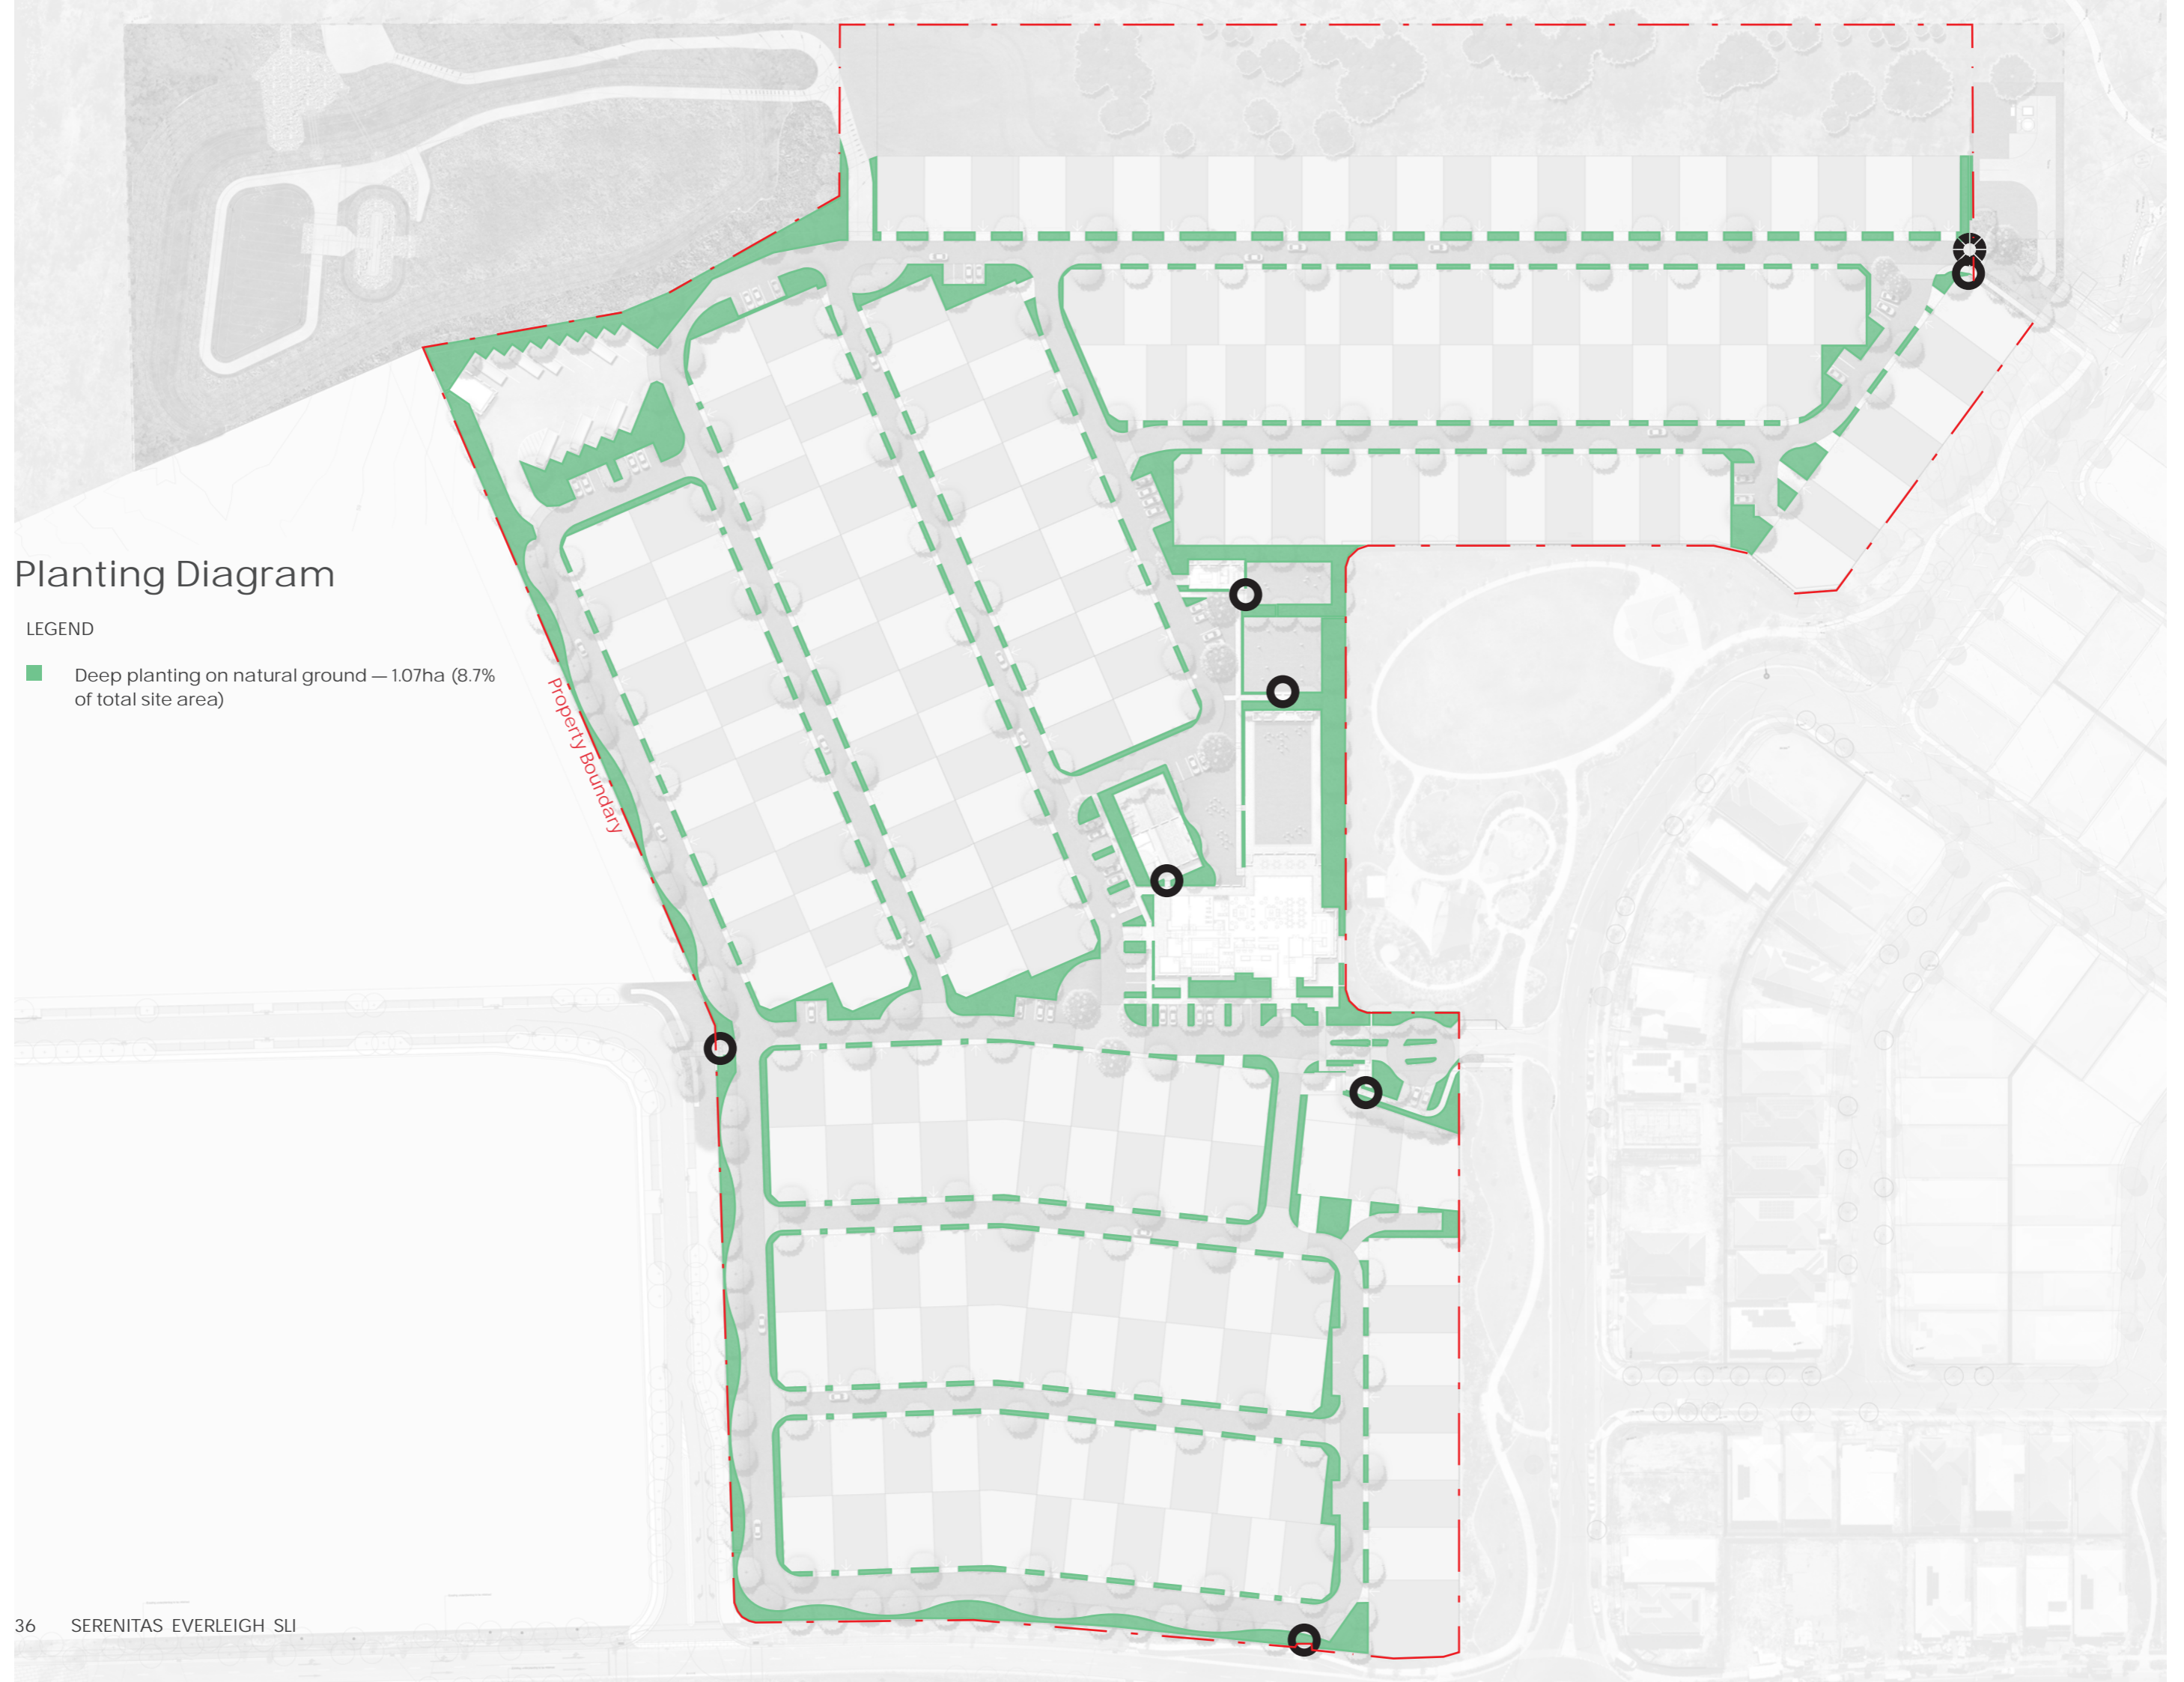 Planting Diagram
LEGEND
Deep planting on natural ground — 1.07ha (8.7%
of total site area)
Property Boundary
36 SERENITAS EVERLEIGH SLI